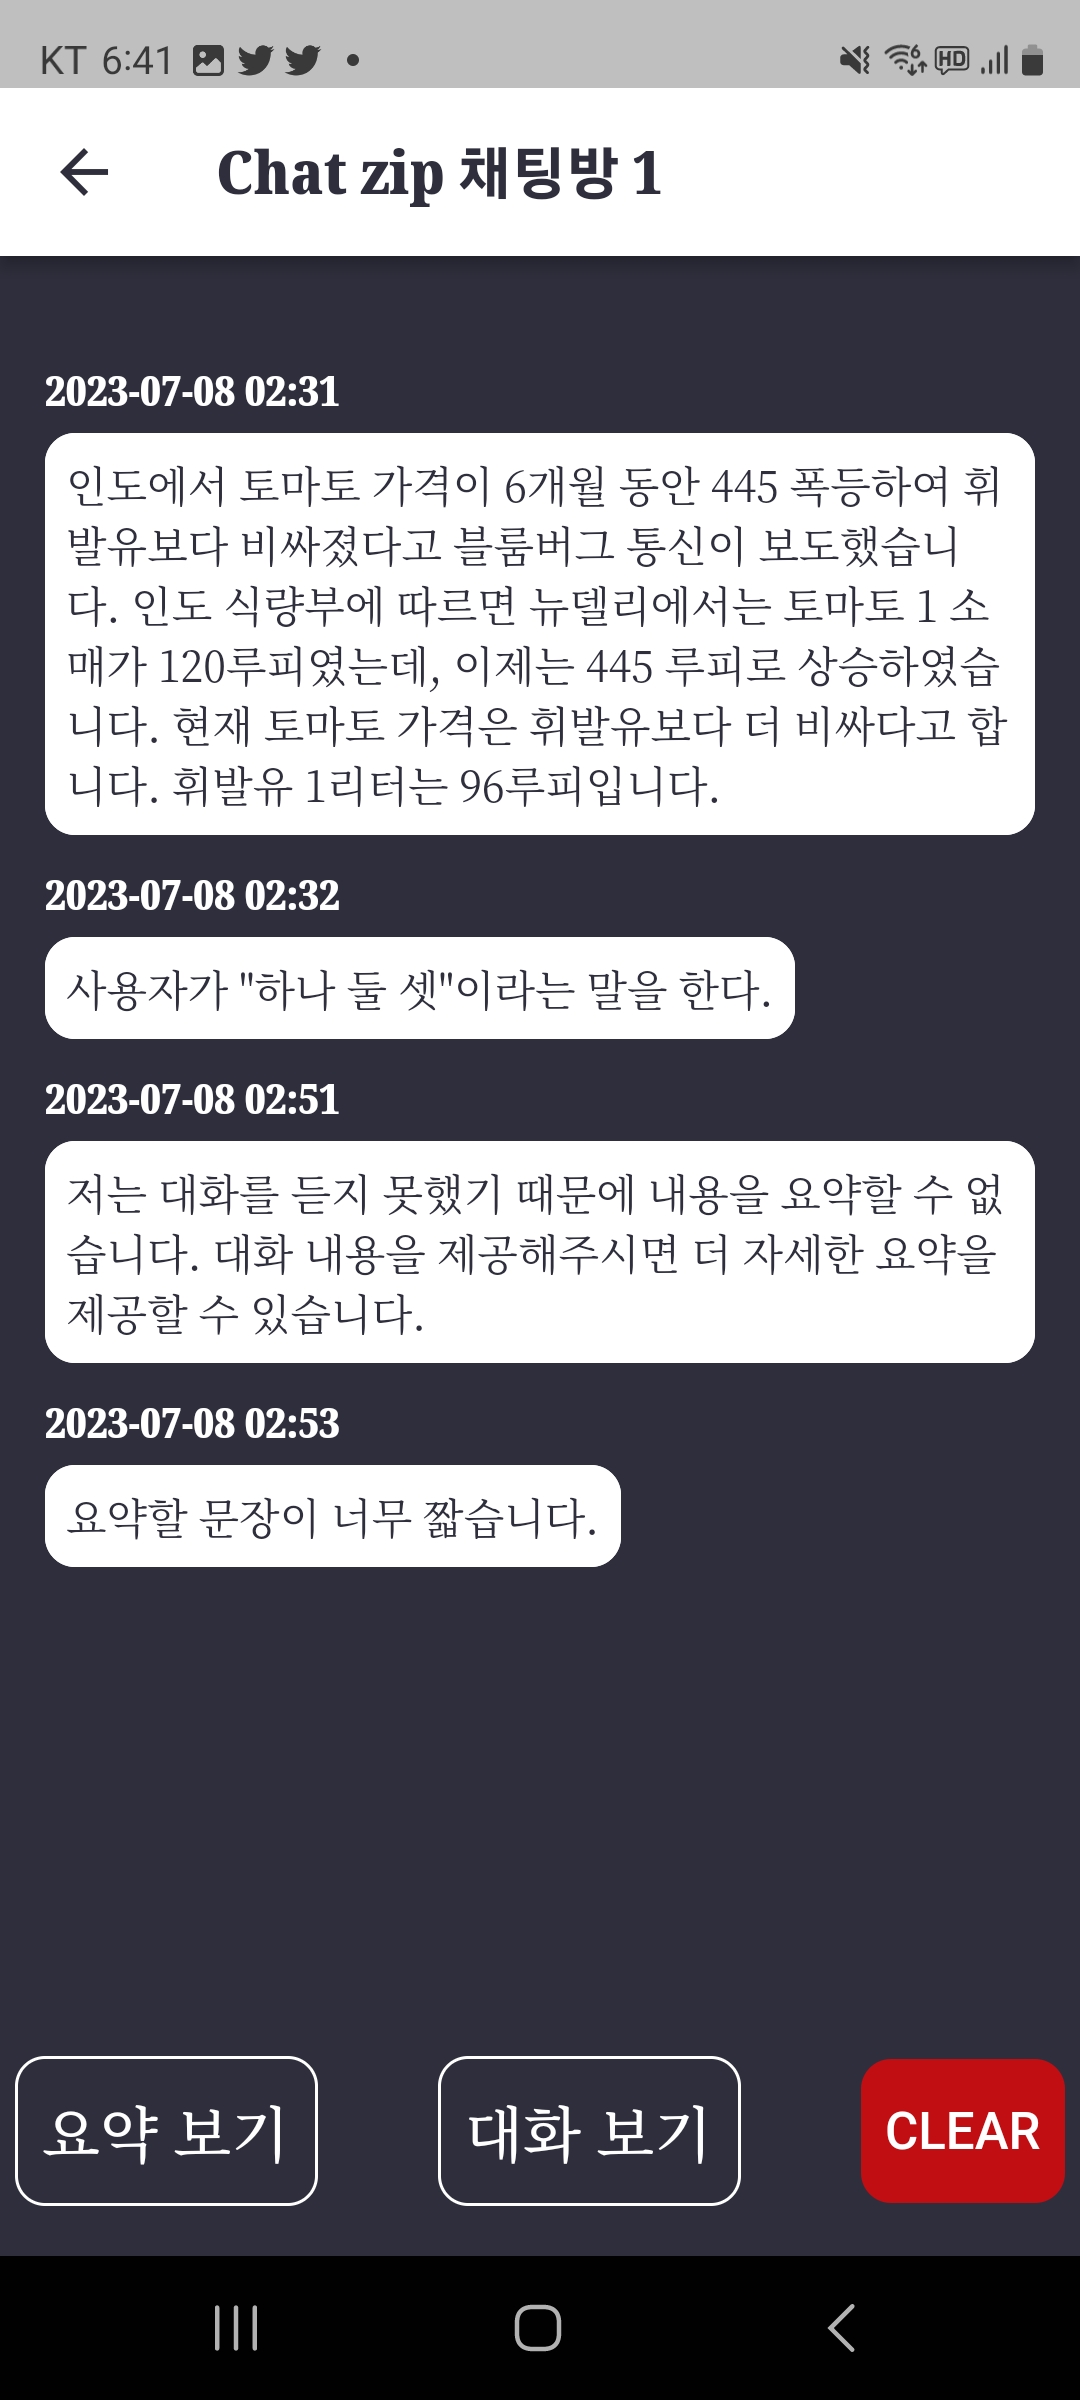 KT 6:41
HD
Chat zip 채팅방 1
2023-07-08 02:31
인도에서 토마토 가격이 6개월 동안 445 폭등하여 휘
발유보다 비싸졌다고 블룸버그 통신이 보도했습니
다. 인도 식량부에 따르면 뉴델리에서는 토마토 1 소
매가 120루피였는데, 이제는 445 루피로 상승하였습
니다. 현재 토마토 가격은 휘발유보다 더 비싸다고 합
니다. 휘발유 1리터는 96루피입니다.
2023-07-08 02:32
사용자가 "하나 둘 셋"이라는 말을 한다.
2023-07-08 02:51
저는 대화를 듣지 못했기 때문에 내용을 요약할 수 없
습니다. 대화 내용을 제공해주시면 더 자세한 요약을
제공할 수 있습니다.
2023-07-08 02:53
요약할 문장이 너무 짧습니다.
요약 보기
대화 보기
CLEAR